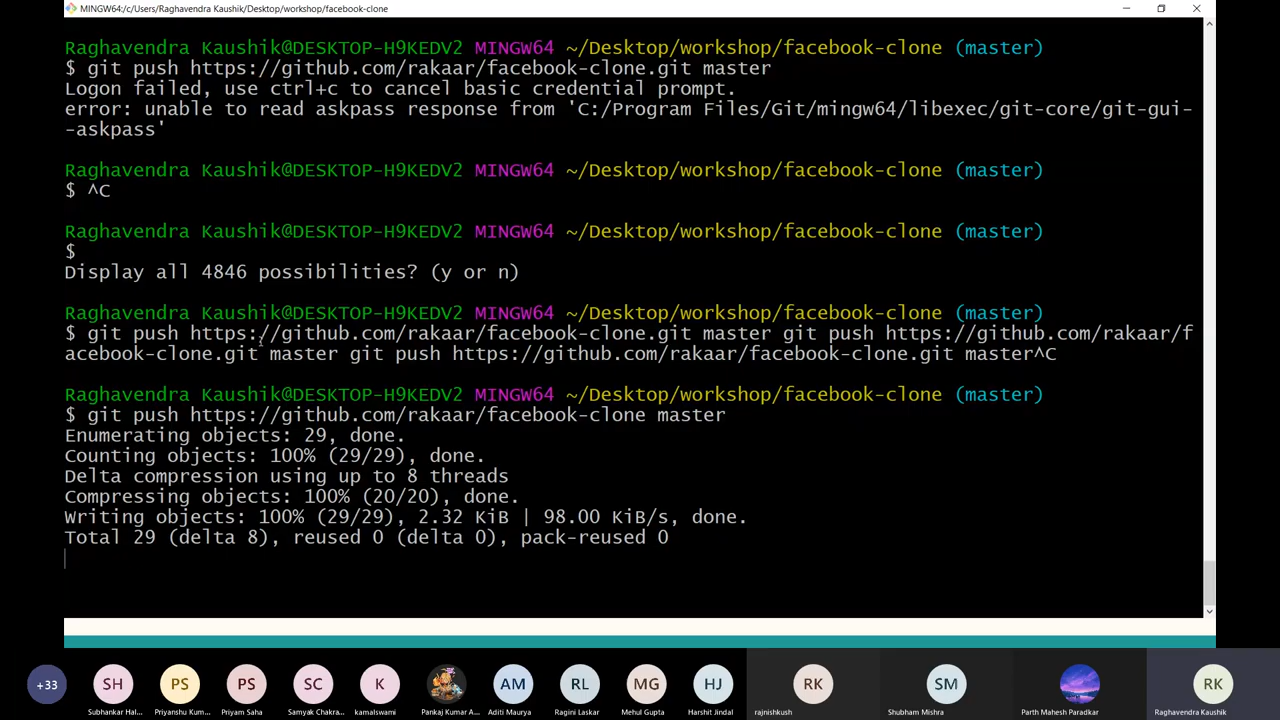 MINGW64:/c/Users/Raghavendra Kaushik/Desktop/workshop/facebook-clone
Raghavendra Kaushik@DESKTOP-H9KEDV2 MINGW64 ~/Desktop/workshop/facebook-clone (master)
$ git push https://github.com/rakaar/facebook-clone.git master
Logon failed, use ctrl+c to cancel basic credential prompt.
error: unable to read askpass response from 'C:/Program Files/Git/mingw64/libexec/git-core/git-gui-
-askpass'
Raghavendra Kaushik@DESKTOP-H9KEDV2 MINGW64 ~/Desktop/workshop/facebook-clone (master)
$ ^C
Raghavendra Kaushik@DESKTOP-H9KEDV2 MINGW64 ~/Desktop/workshop/facebook-clone (master)
$
Display all 4846 possibilities? (y or n)
Raghavendra Kaushik@DESKTOP-H9KEDV2 MINGW64 ~/Desktop/workshop/facebook-clone (master)
$ git push https://github.com/rakaar/facebook-clone.git master git push https://github.com/rakaar/f
acebook-clone.git master git push https://github.com/rakaar/facebook-clone.git master^C
Raghavendra Kaushik@DESKTOP-H9KEDV2 MINGW64 ~/Desktop/workshop/facebook-clone (master)
$ git push https://github.com/rakaar/facebook-clone master
Enumerating objects: 29, done.
Counting objects: 100% (29/29), done.
Delta compression using up to 8 threads
Compressing objects: 100% (20/20), done.
Writing objects: 100% (29/29), 2.32 KiB | 98.00 KiB/s, done.
Total 29 (delta 8), reused 0 (delta 0), pack-reused 0
+33 SH PS PS SC K AM RL MG HJ RK SM RK
Subhankar Hal... Priyanshu Kum... Priyam Saha Samyak Chakra... kamalswami Pankaj Kumar A... Aditi Maurya Ragini Laskar Mehul Gupta Harshit Jindal rajnishkush Shubham Mishra Parth Mahesh Paradkar Raghavendra Kaushik